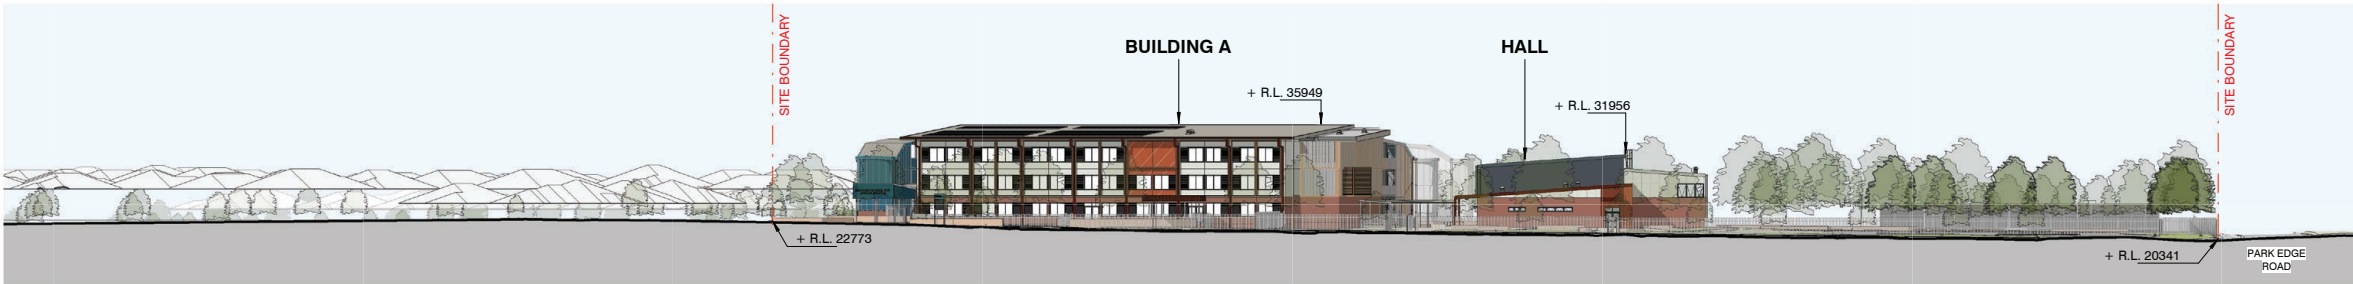 SITE BOUNDARY
BUILDING A
HALL
SITE BOUNDARY
+ R.L. 35949
+ R.L. 31956
+ R.L. 22773
+ R.L. 20341
PARK EDGE
ROAD